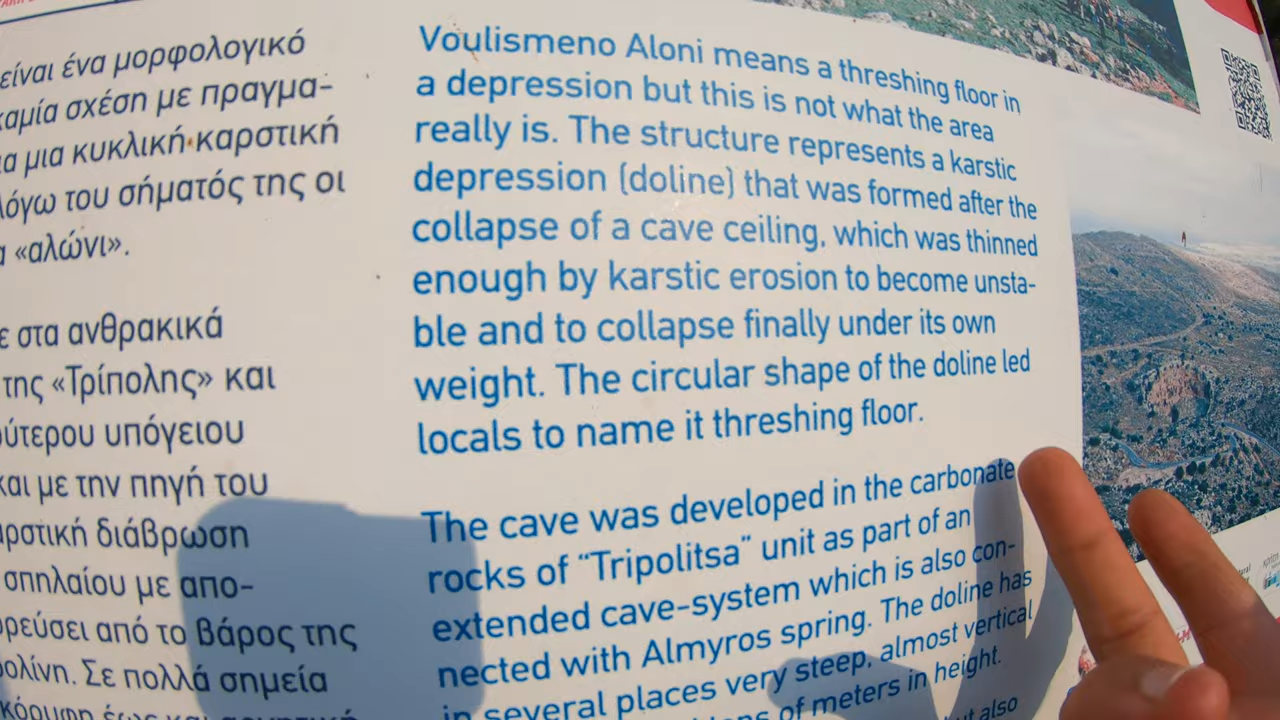 είναι ένα μορφολογικό
καμία σχέση με πραγμα-
μια κυκλική καρστική
λόγω του σήματός της οι
«αλώνι».
στα ανθρακικά
της «Τρίπολης» και
υπόγειου
και με την πηγή του
διάβρωση
σπηλαίου με απο-
από το βάρος της
Σε πολλά σημεία
Voulismeno Aloni means a threshing floor in
a depression but this is not what the area
really is. The structure represents a karstic
depression (doline) that was formed after the
collapse of a cave ceiling, which was thinned
enough by karstic erosion to become unsta-
ble and to collapse finally under its own
weight. The circular shape of the doline led
locals to name it threshing floor.
The cave was developed in the carbonate
rocks of “Tripolitsa” unit as part of an
extended cave-system which is also con-
nected with Almyros spring. The doline has
in several places very steep, almost vertical
of meters in height.
also